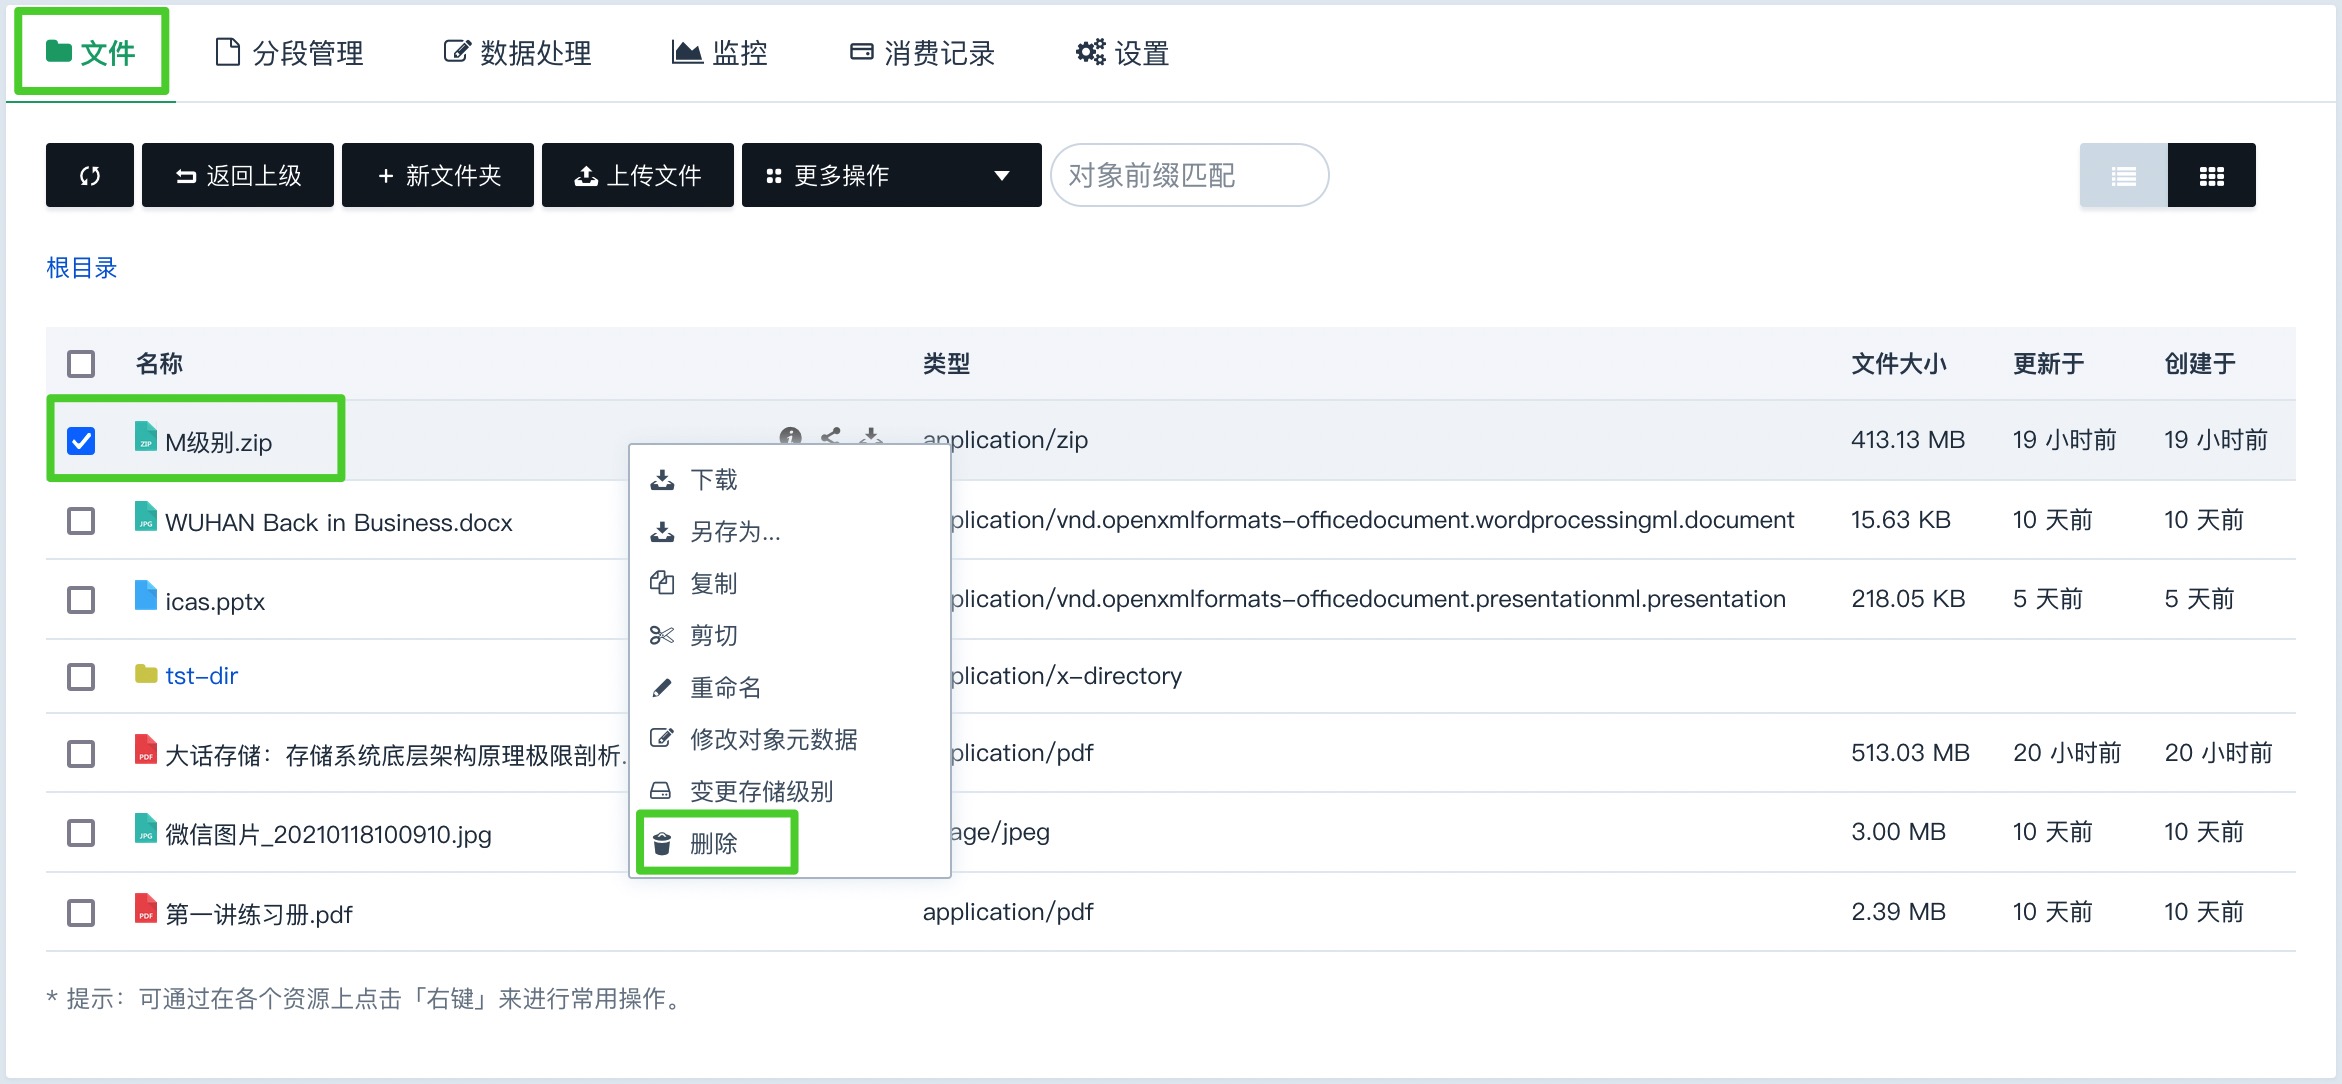 文件 分段管理 数据处理 监控 消费记录 设置
返回上级 + 新文件夹 上传文件 更多操作 对象前缀匹配
根目录
名称 类型 文件大小 更新于 创建于
M级别.zip application/zip 413.13 MB 19 小时前 19 小时前
WUHAN Back in Business.docx plication/vnd.openxmlformats-officedocument.wordprocessingml.document 15.63 KB 10 天前 10 天前
icas.pptx plication/vnd.openxmlformats-officedocument.presentationml.presentation 218.05 KB 5 天前 5 天前
tst-dir plication/x-directory
大话存储：存储系统底层架构原理极限剖析. plication/pdf 513.03 MB 20 小时前 20 小时前
微信图片_20210118100910.jpg age/jpeg 3.00 MB 10 天前 10 天前
第一讲练习册.pdf application/pdf 2.39 MB 10 天前 10 天前
下载
另存为...
复制
剪切
重命名
修改对象元数据
变更存储级别
删除
* 提示：可通过在各个资源上点击「右键」来进行常用操作。